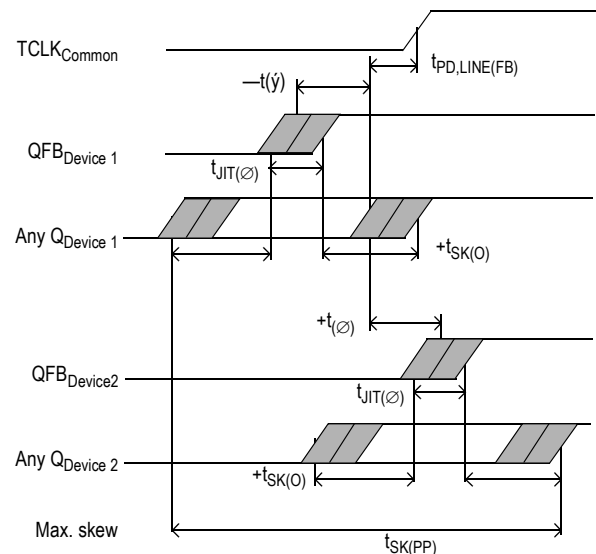 TCLKCommon
tPD,LINE(FB)
—t(ý)
QFBDevice 1
tJIT(∅)
Any QDevice 1
+tSK(O)
+t(∅)
QFBDevice2
tJIT(∅)
Any QDevice 2
+tSK(O)
Max. skew
tSK(PP)